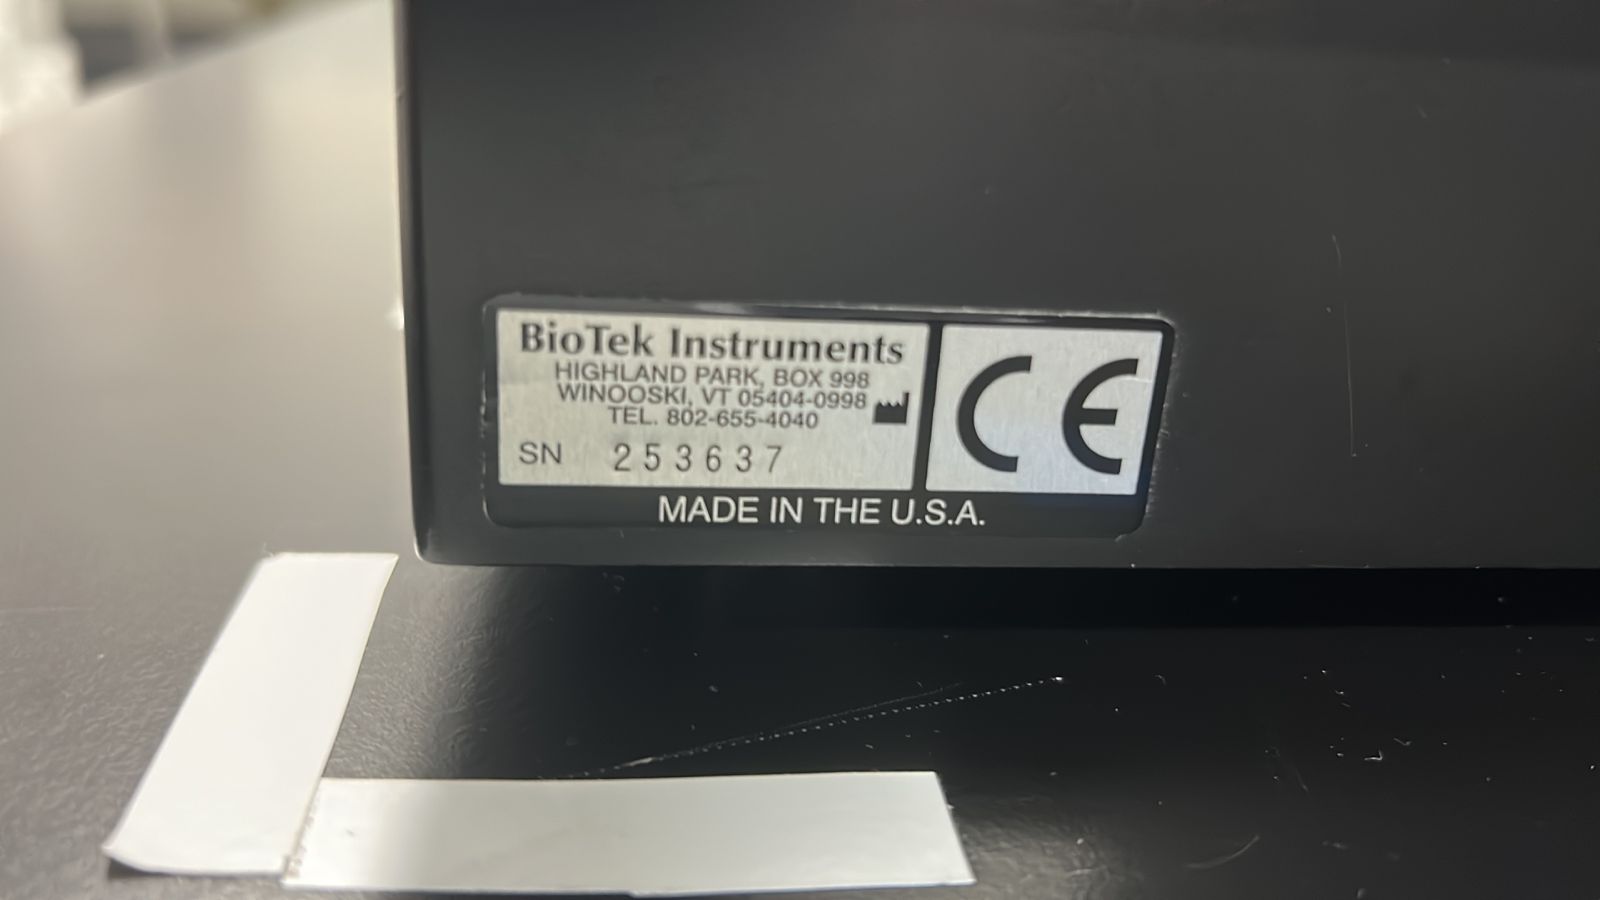 BioTek Instruments
HIGHLAND PARK, BOX 998
WINOOSKI, VT 05404-0998
TEL. 802-655-4040
SN 253637
CE
MADE IN THE U.S.A.